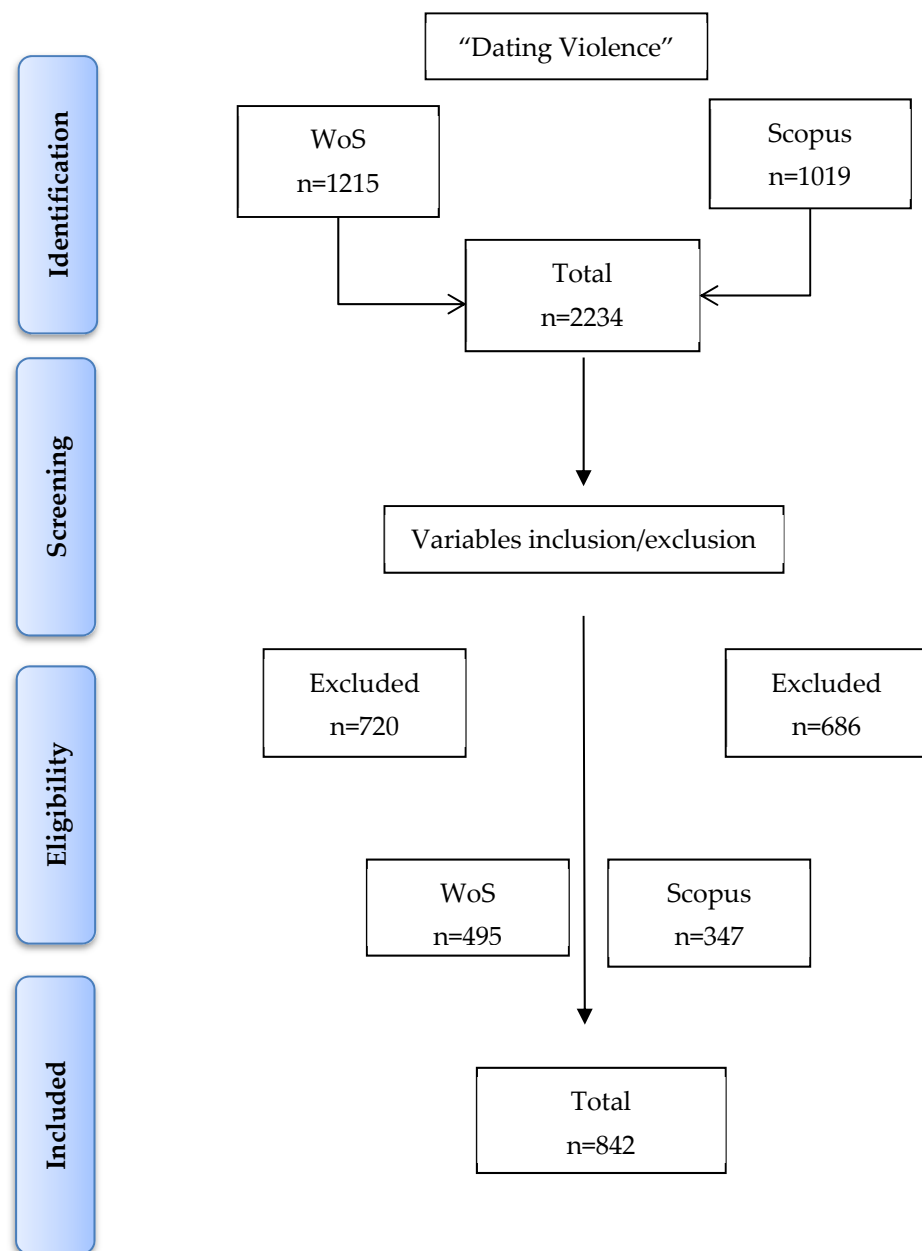 “Dating Violence”
Identification
WoS
n=1215
Scopus
n=1019
Total
n=2234
Screening
Variables inclusion/exclusion
Eligibility
Excluded
n=720
Excluded
n=686
WoS
n=495
Scopus
n=347
Included
Total
n=842